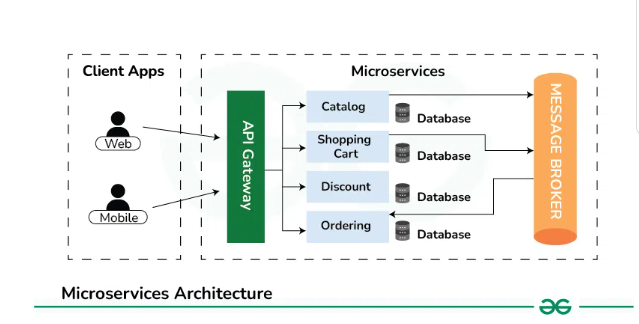 Client Apps
Microservices
Web
Mobile
API Gateway
Catalog
Database
Shopping
Cart
Database
Discount
Database
Ordering
Database
MESSAGE BROKER
Microservices Architecture